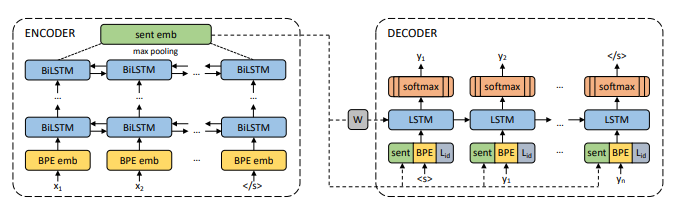 ENCODER
sent emb
max pooling
BiLSTM BiLSTM ... BiLSTM
... ... ...
BiLSTM BiLSTM ... BiLSTM
BPE emb BPE emb ... BPE emb
x1 x2 </s>
W
DECODER
y1 y2 </s>
softmax softmax ... softmax
LSTM LSTM ... LSTM
sent BPE Lid sent BPE Lid sent BPE Lid
<s> y1 ... yn